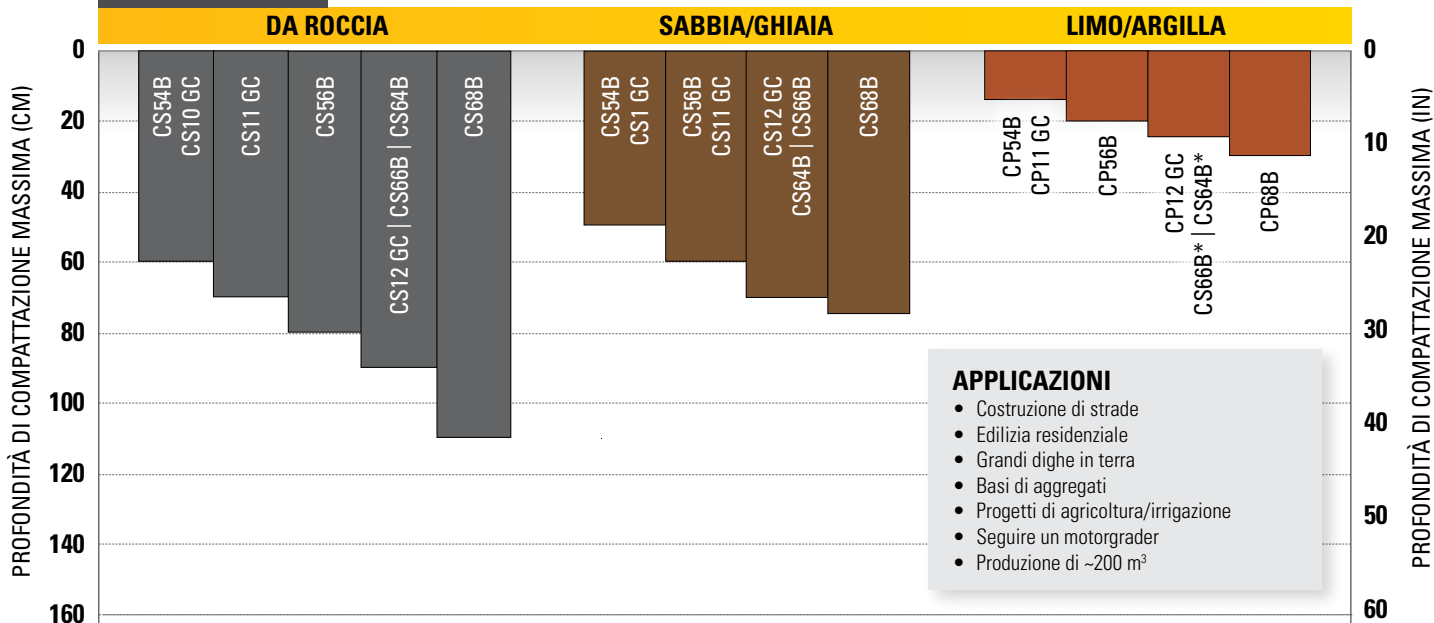 DA ROCCIA
SABBIA/GHIAIA
LIMO/ARGILLA
PROFONDITÀ DI COMPATTAZIONE MASSIMA (CM)
0
20
40
60
80
100
120
140
160
CS54B
CS10 GC
CS11 GC
CS56B
CS12 GC | CS66B | CS64B
CS68B
CS54B
CS1 GC
CS56B
CS11 GC
CS12 GC
CS64B | CS66B
CS68B
CP54B
CP11 GC
CP56B
CP12 GC
CS66B* | CS64B*
CP68B
APPLICAZIONI
• Costruzione di strade
• Edilizia residenziale
• Grandi dighe in terra
• Basi di aggregati
• Progetti di agricoltura/irrigazione
• Seguire un motorgrader
• Produzione di ~200 m³
0
10
20
30
40
50
60
PROFONDITÀ DI COMPATTAZIONE MASSIMA (IN)